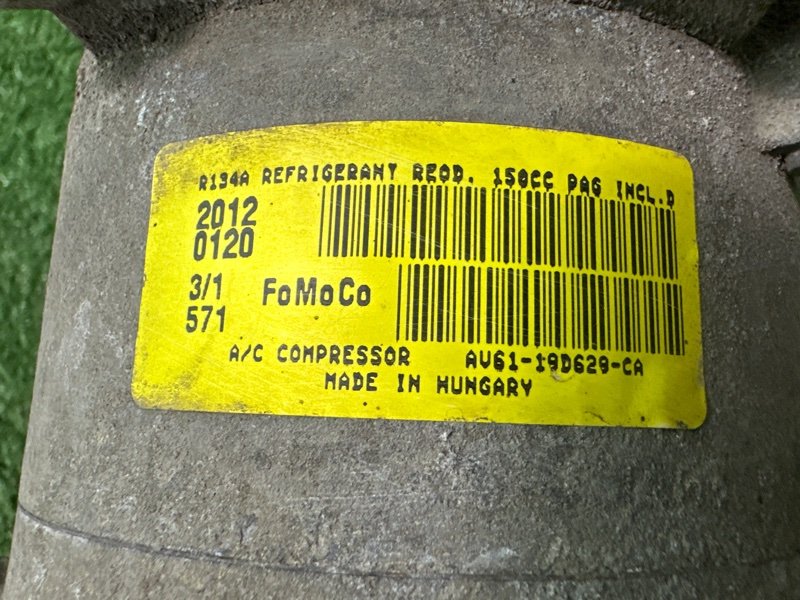 R134A REFRIGERANT REQD. 150CC PAG INCL.D
2012
0120
3/1 FoMoCo
571
A/C COMPRESSOR AV61-19D629-CA
MADE IN HUNGARY